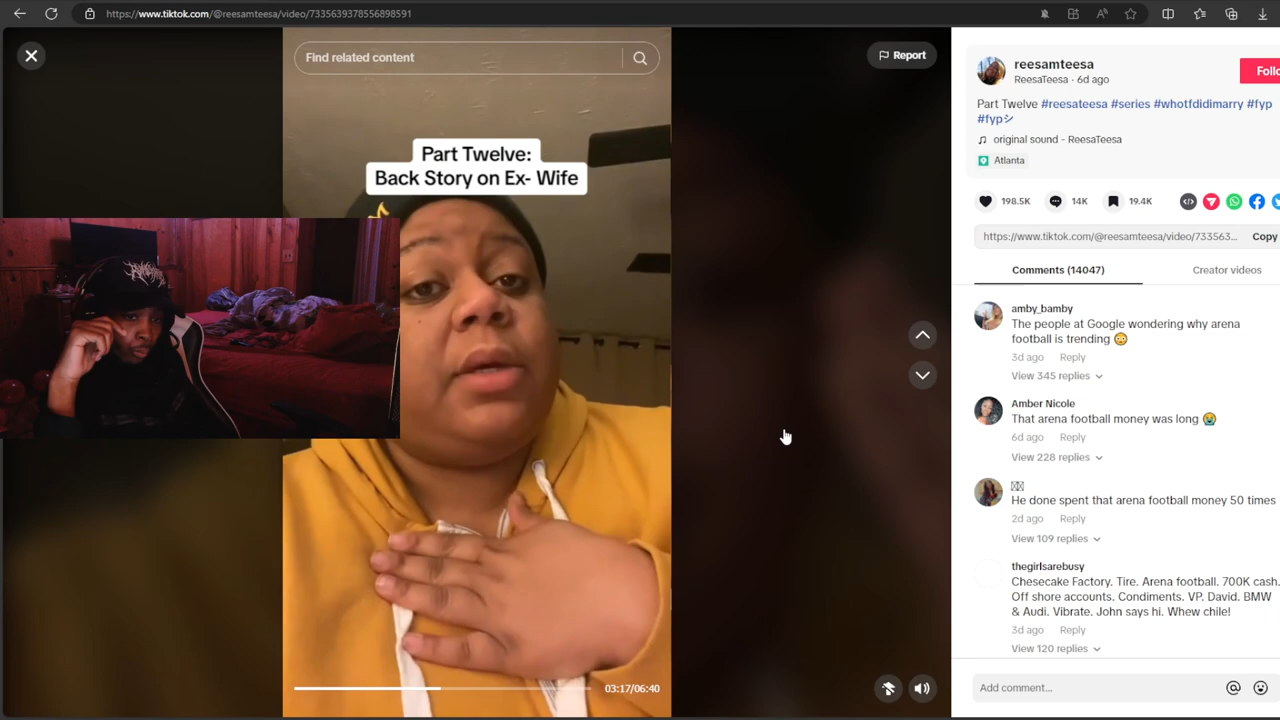 https://www.tiktok.com/@reesamteesa/video/7335639378556898591
Find related content
Report
Part Twelve:
Back Story on Ex- Wife
03:17/06:40
reesamteesa
ReesaTeesa · 6d ago
Follo
Part Twelve #reesateesa #series #whotfdidimarry #fyp
#fypシ
original sound - ReesaTeesa
Atlanta
198.5K
14K
19.4K
https://www.tiktok.com/@reesamteesa/video/733563...
Copy
Comments (14047)
Creator videos
amby_bamby
The people at Google wondering why arena
football is trending 😳
3d ago Reply
View 345 replies
Amber Nicole
That arena football money was long 😭
6d ago Reply
View 228 replies
He done spent that arena football money 50 times
2d ago Reply
View 109 replies
thegirlsarebusy
Chesecake Factory. Tire. Arena football. 700K cash.
Off shore accounts. Condiments. VP. David. BMW
& Audi. Vibrate. John says hi. Whew chile!
3d ago Reply
View 120 replies
Add comment...